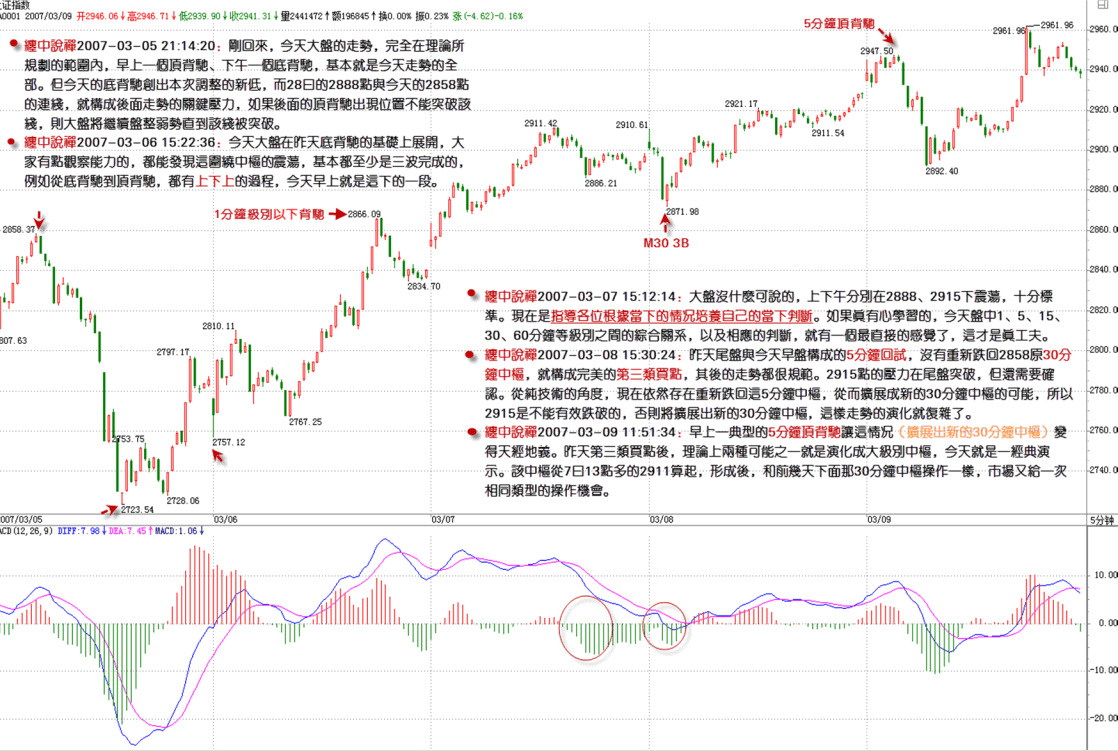 上证指数
A0001 2007/03/09 开2946.06↓高2946.71↓低2939.90↓收2941.31↓量2441472↑额196845↑换0.00% 振0.23% 涨(-4.62)-0.16%
纏中說禪2007-03-05 21:14:20：剛回來，今天大盤的走勢，完全在理論所
規劃的範圍內，早上一個頂背馳、下午一個底背馳，基本就是今天走勢的全
部。但今天的底背馳創出本次調整的新低，而28日的2888點與今天的2858點
的連綫，就構成後面走勢的關鍵壓力，如果後面的頂背馳出現位置不能突破該
綫，則大盤將繼續盤整弱勢直到該綫被突破。
纏中說禪2007-03-06 15:22:36：今天大盤在昨天底背馳的基礎上展開，大
家有點觀察能力的，都能發現這圍繞中樞的震蕩，基本都至少是三波完成的，
例如從底背馳到頂背馳，都有上下上的過程，今天早上就是這下的一段。
5分鐘頂背馳
2947.50
2961.96
2961.96
2921.17
2911.54
2892.40
2911.42
2910.61
2886.21
2871.98
M30 3B
1分鐘級別以下背馳
2866.09
2858.37
2834.70
807.63
2810.11
2797.17
2767.25
2757.12
2753.75
2728.06
2723.54
纏中說禪2007-03-07 15:12:14：大盤沒什麼可說的，上下午分別在2888、2915下震蕩，十分標
準。現在是指導各位根據當下的情況培養自己的當下判斷。如果眞有心學習的，今天盤中1、5、15、
30、60分鐘等級別之間的綜合關系，以及相應的判斷，就有一個最直接的感覺了，這才是眞工夫。
纏中說禪2007-03-08 15:30:24：昨天尾盤與今天早盤構成的5分鐘回試，沒有重新跌回2858原30分
鐘中樞，就構成完美的第三類買點，其後的走勢都很規範。2915點的壓力在尾盤突破，但還需要確
認。從純技術的角度，現在依然存在重新跌回這5分鐘中樞，從而擴展成新的30分鐘中樞的可能，所以
2915是不能有效跌破的，否則將擴展出新的30分鐘中樞，這樣走勢的演化就復雜了。
纏中說禪2007-03-09 11:51:34：早上一典型的5分鐘頂背馳讓這情況（擴展出新的30分鐘中樞）變
得天經地義。昨天第三類買點後，理論上兩種可能之一就是演化成大級別中樞，今天就是一經典演
示。該中樞從7日13點多的2911算起，形成後，和前幾天下面那30分鐘中樞操作一樣，市場又給一次
相同類型的操作機會。
2960.0
2940.0
2920.0
2900.0
2880.0
2860.0
2840.0
2820.0
2800.0
2780.0
2760.0
2740.0
007/03/05
03/06
03/07
03/08
03/09
5分钟
ACD(12,26,9) DIFF:7.98↓ DEA:7.45↑ MACD:1.06↓
10.00
0.00
-10.00
-20.00